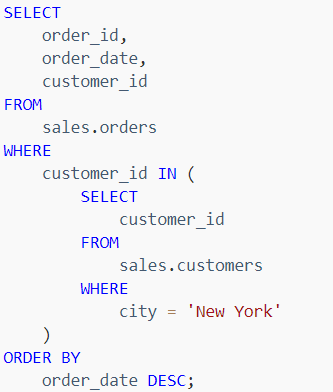 SELECT
    order_id,
    order_date,
    customer_id
FROM
    sales.orders
WHERE
    customer_id IN (
        SELECT
            customer_id
        FROM
            sales.customers
        WHERE
            city = 'New York'
    )
ORDER BY
    order_date DESC;